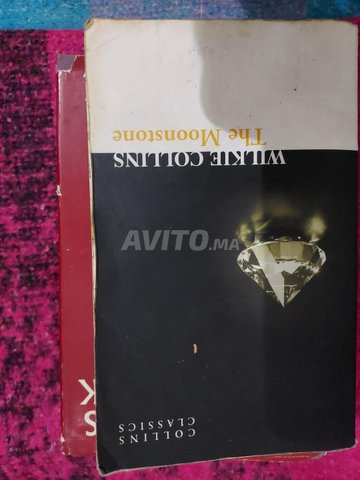 WILKIE COLLINS
The Moonstone
COLLINS
CLASSICS
AVITO.MA
S
K